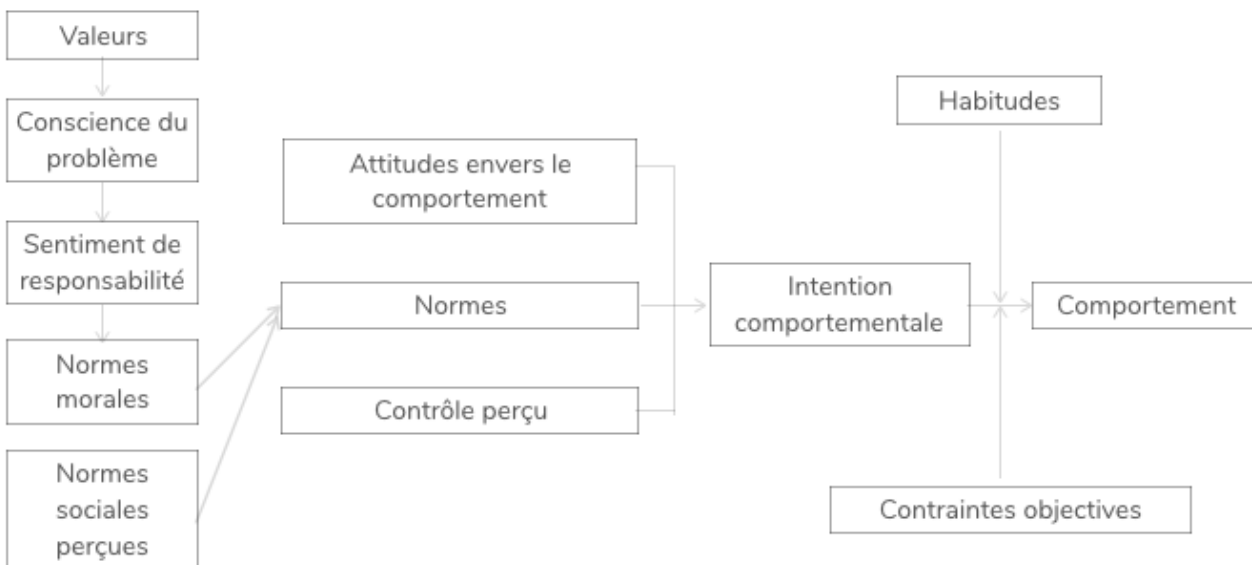 Valeurs
Conscience du
problème
Sentiment de
responsabilité
Normes
morales
Normes
sociales
perçues
Attitudes envers le
comportement
Normes
Contrôle perçu
Intention
comportementale
Habitudes
Comportement
Contraintes objectives